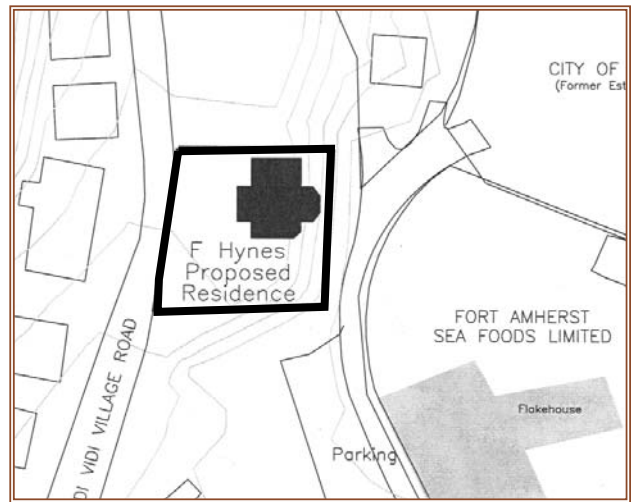 CITY OF
(Former Est
F Hynes
Proposed
Residence
FORT AMHERST
SEA FOODS LIMITED
Flakehouse
Parking
DI VIDI VILLAGE ROAD